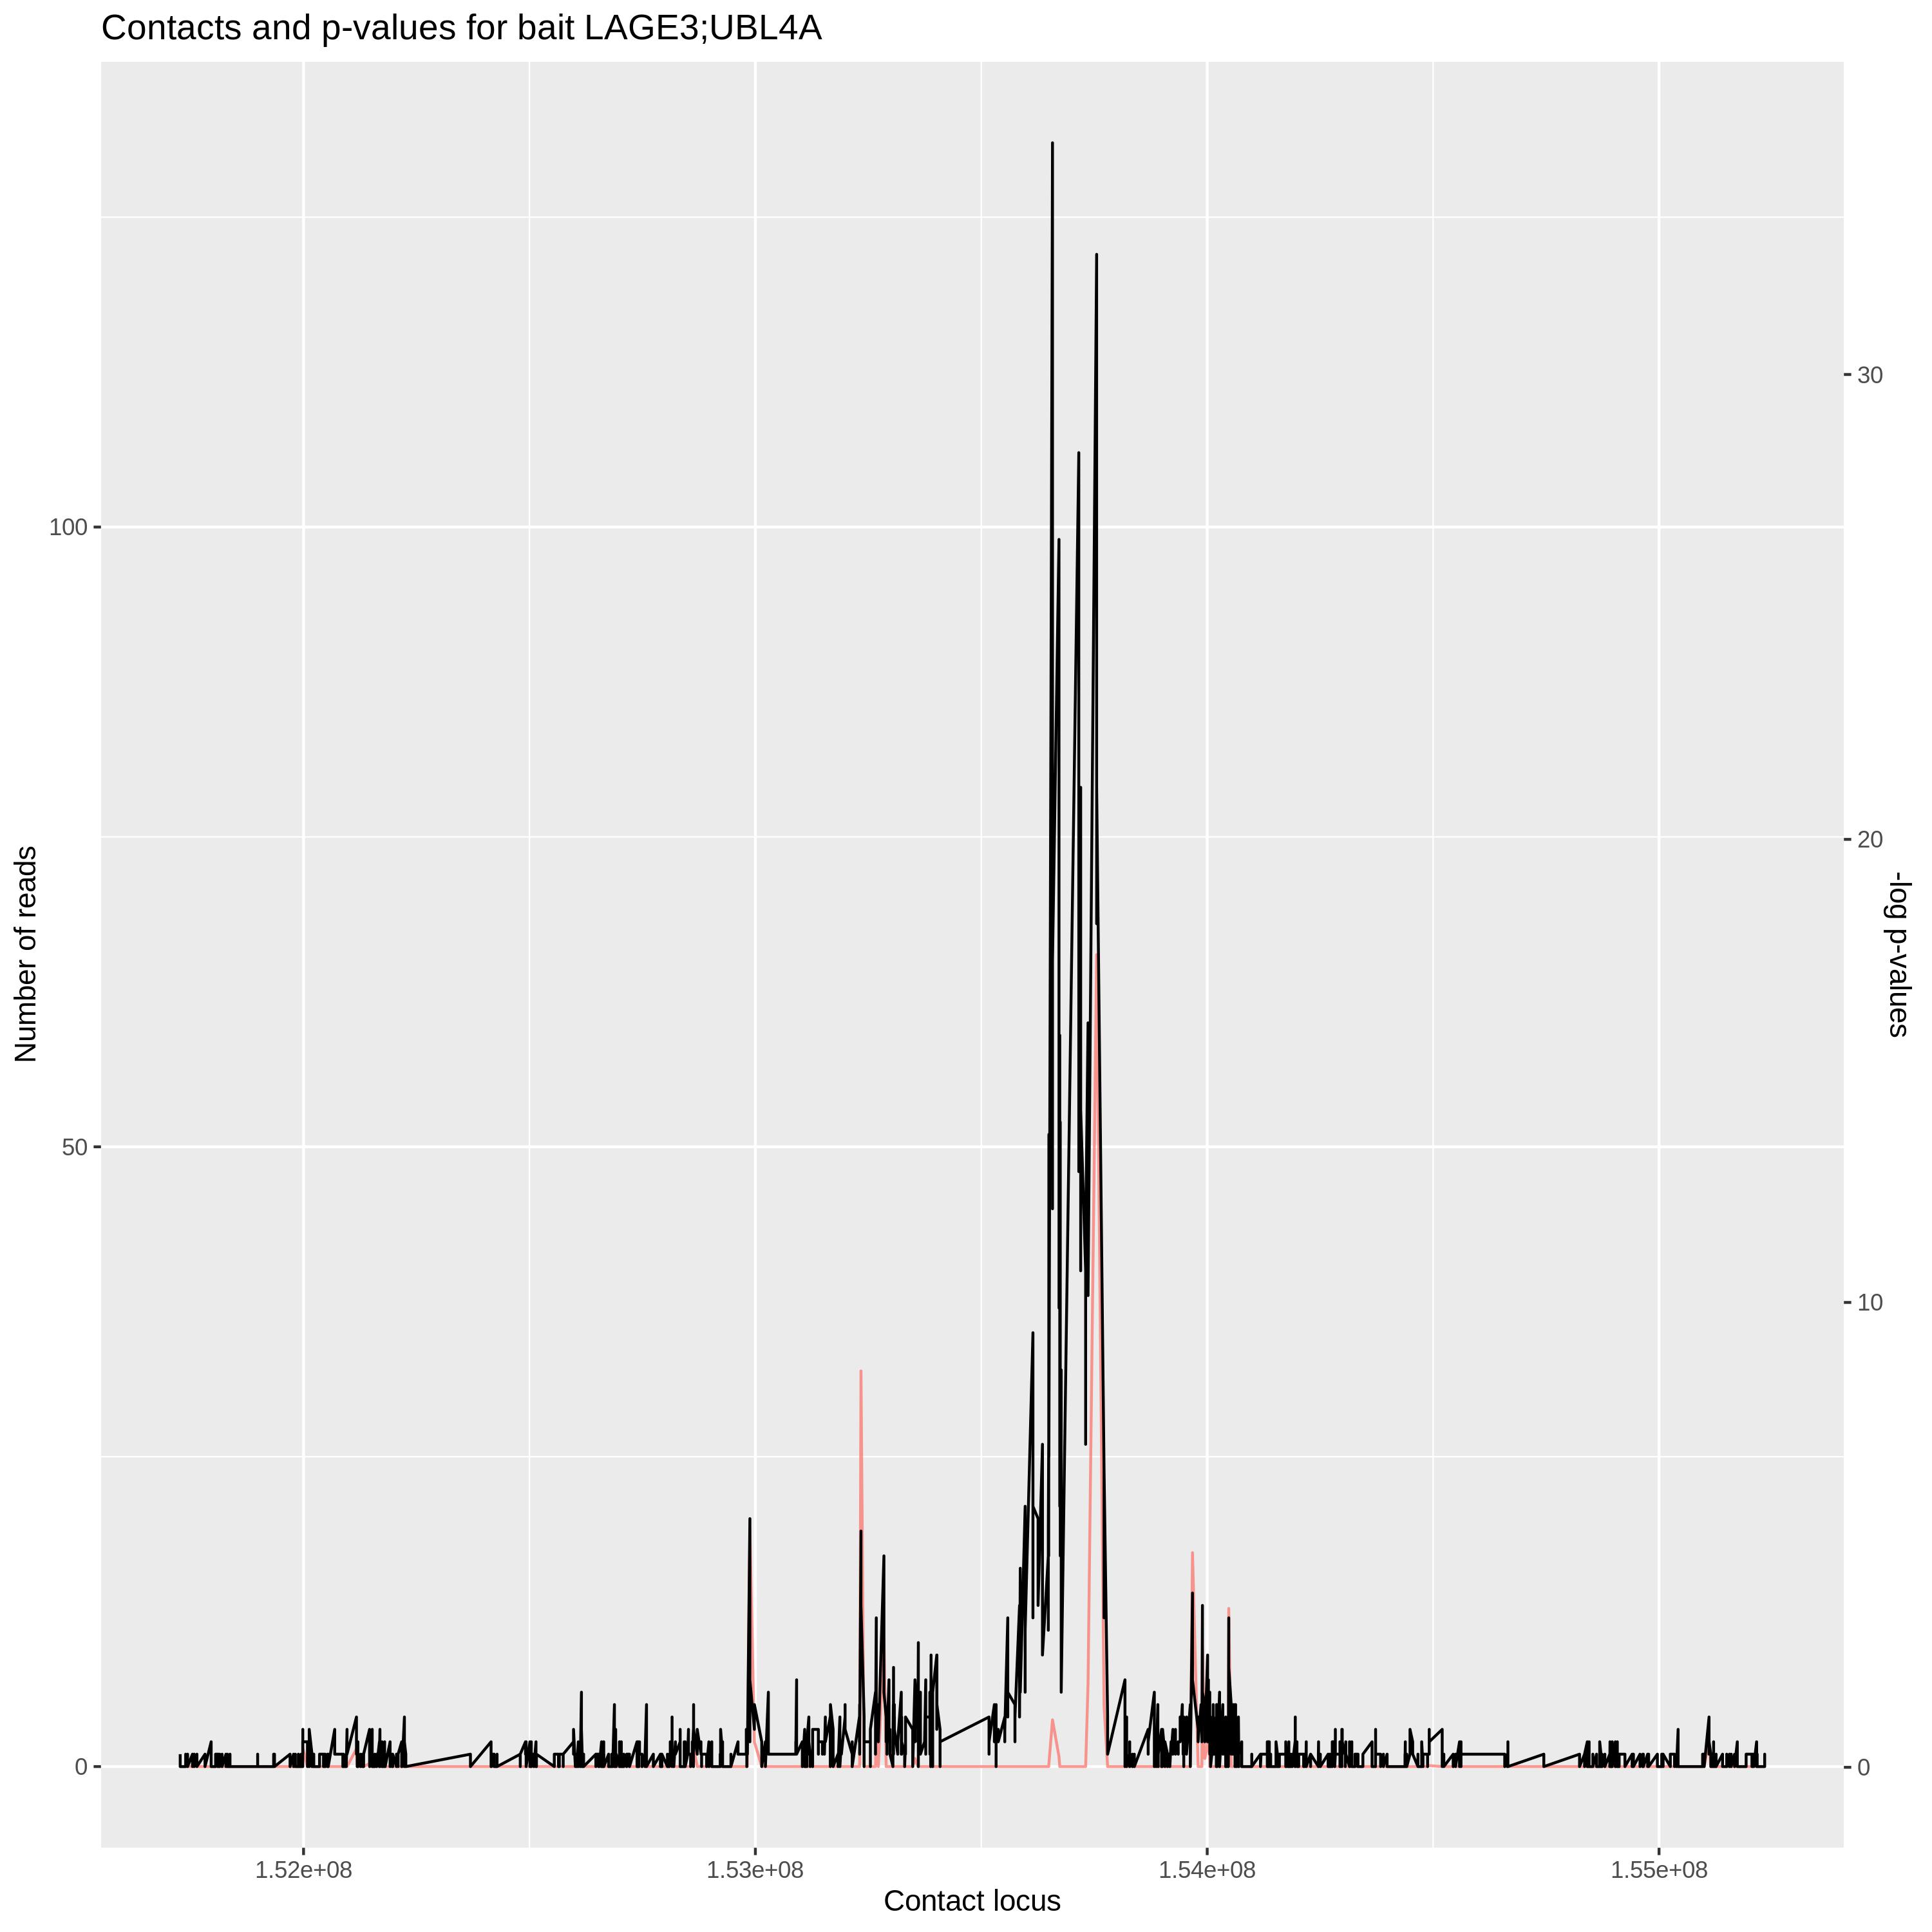 Contacts and p-values for bait LAGE3;UBL4A
100
50
0
Number of reads
30
20
10
0
-log p-values
1.52e+08
1.53e+08
1.54e+08
1.55e+08
Contact locus